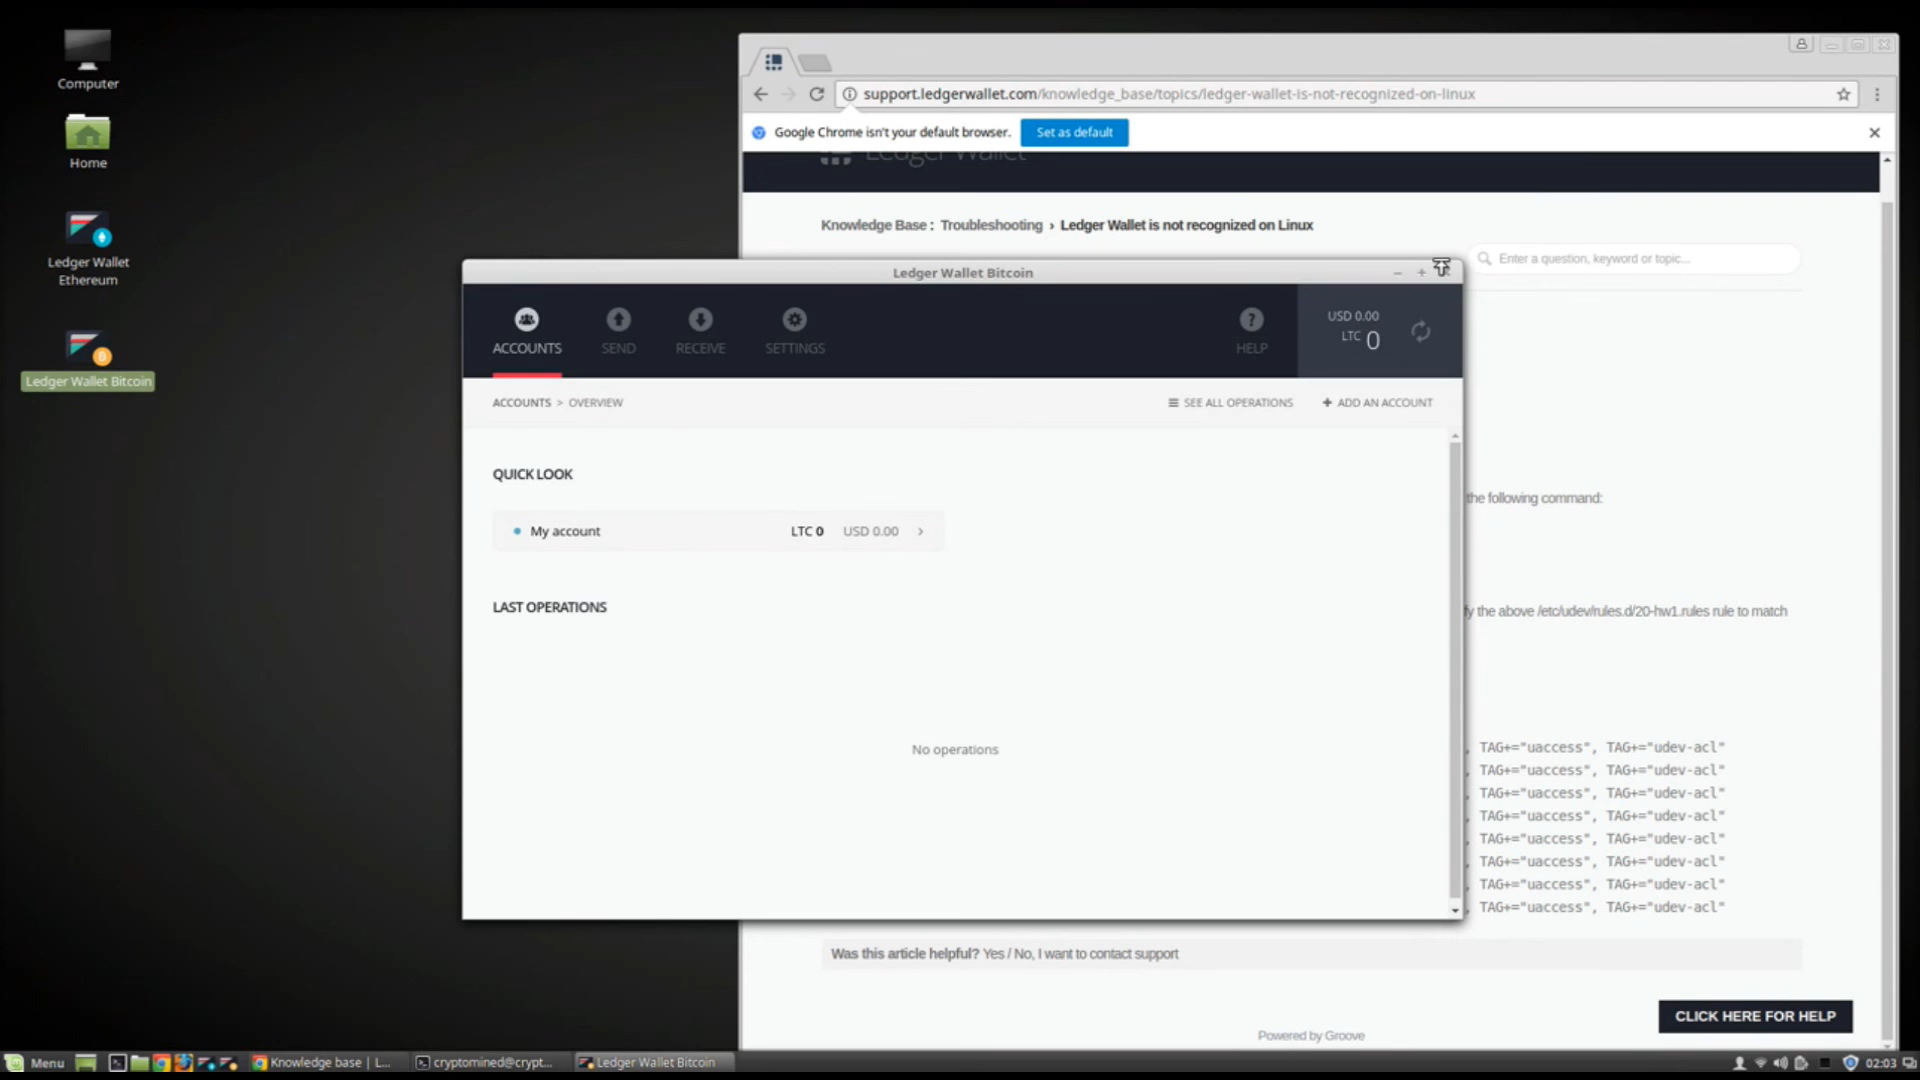 Computer
Home
Ledger Wallet
Ethereum
Ledger Wallet Bitcoin
support.ledgerwallet.com/knowledge_base/topics/ledger-wallet-is-not-recognized-on-linux
Google Chrome isn't your default browser. Set as default
Ledger Wallet
Knowledge Base : Troubleshooting › Ledger Wallet is not recognized on Linux
Enter a question, keyword or topic...
Ledger Wallet Bitcoin
ACCOUNTS SEND RECEIVE SETTINGS HELP
USD 0.00
LTC 0
ACCOUNTS > OVERVIEW
SEE ALL OPERATIONS + ADD AN ACCOUNT
QUICK LOOK
My account LTC 0 USD 0.00 >
LAST OPERATIONS
No operations
the following command:
fy the above /etc/udev/rules.d/20-hw1.rules rule to match
, TAG+="uaccess", TAG+="udev-acl"
, TAG+="uaccess", TAG+="udev-acl"
, TAG+="uaccess", TAG+="udev-acl"
, TAG+="uaccess", TAG+="udev-acl"
, TAG+="uaccess", TAG+="udev-acl"
, TAG+="uaccess", TAG+="udev-acl"
, TAG+="uaccess", TAG+="udev-acl"
, TAG+="uaccess", TAG+="udev-acl"
Was this article helpful? Yes / No, I want to contact support
CLICK HERE FOR HELP
Powered by Groove
Menu Knowledge base | L... cryptomined@crypt... Ledger Wallet Bitcoin 02:03